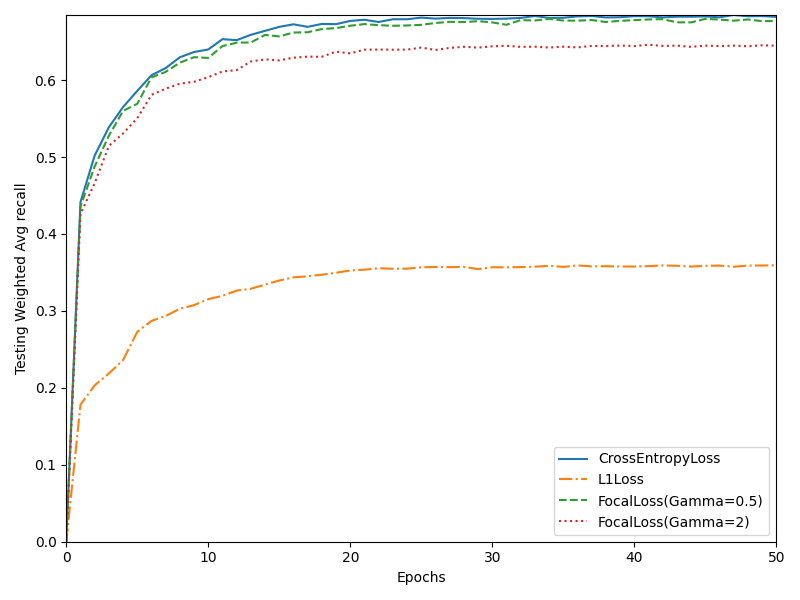 Testing Weighted Avg recall
0.6
0.5
0.4
0.3
0.2
0.1
0.0
0 10 20 30 40 50
Epochs
CrossEntropyLoss
L1Loss
FocalLoss(Gamma=0.5)
FocalLoss(Gamma=2)